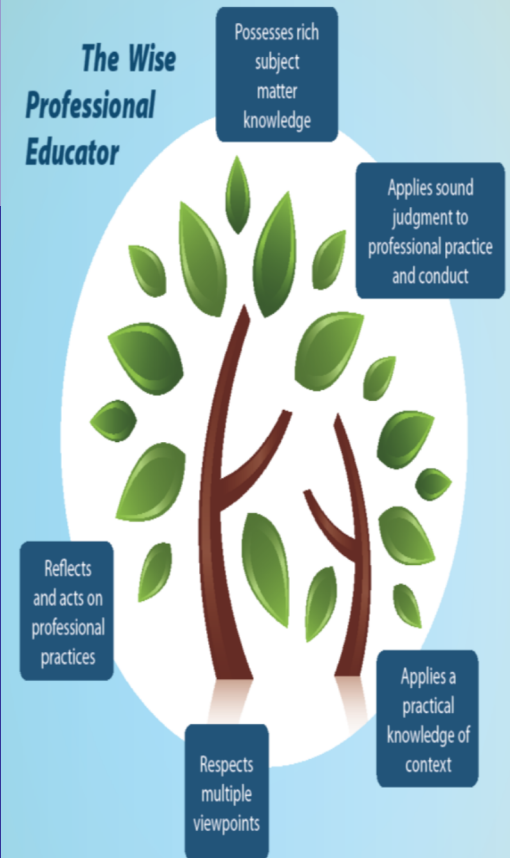 The Wise
Professional
Educator
Possesses rich
subject
matter
knowledge
Applies sound
judgment to
professional practice
and conduct
Reflects
and acts on
professional
practices
Applies a
practical
knowledge of
context
Respects
multiple
viewpoints